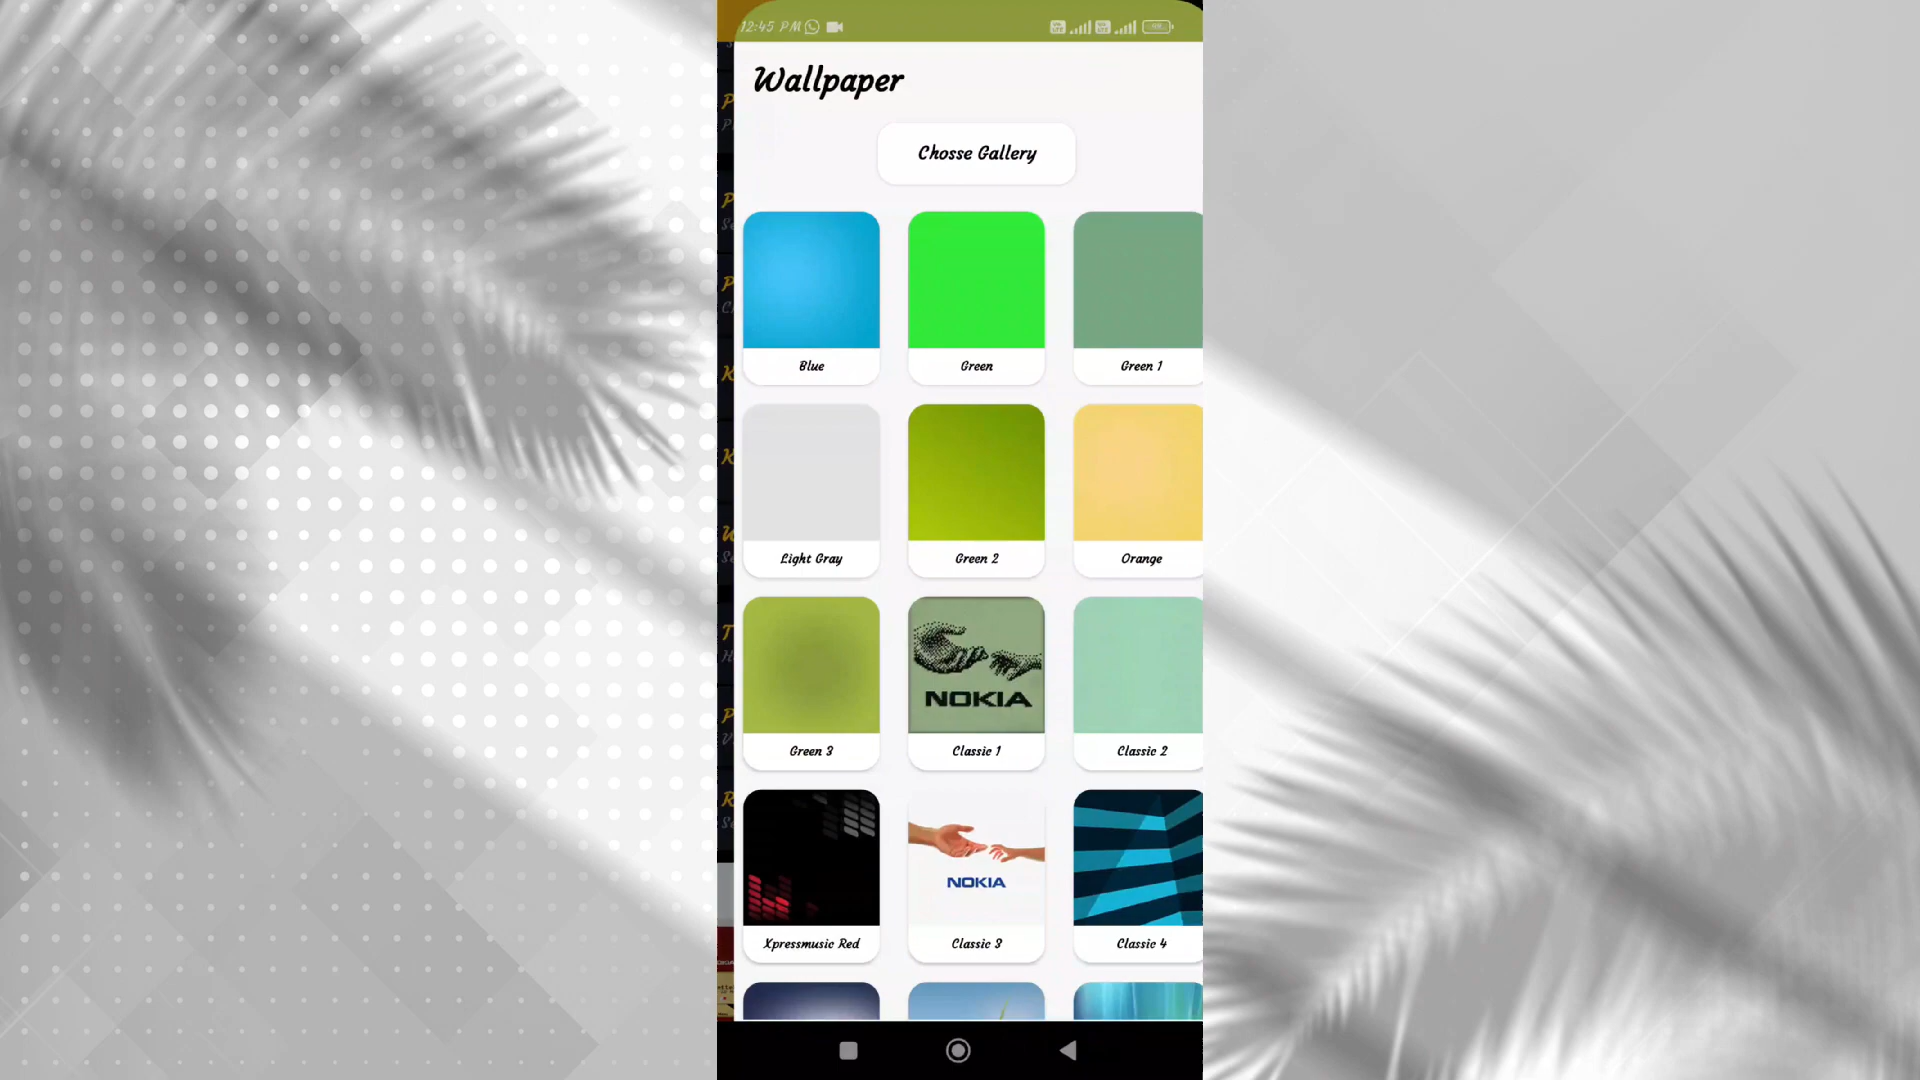 12:45 PM
Wallpaper
Chosse Gallery
Blue
Green
Green 1
Light Gray
Green 2
Orange
NOKIA
Green 3
Classic 1
Classic 2
NOKIA
Xpressmusic Red
Classic 3
Classic 4